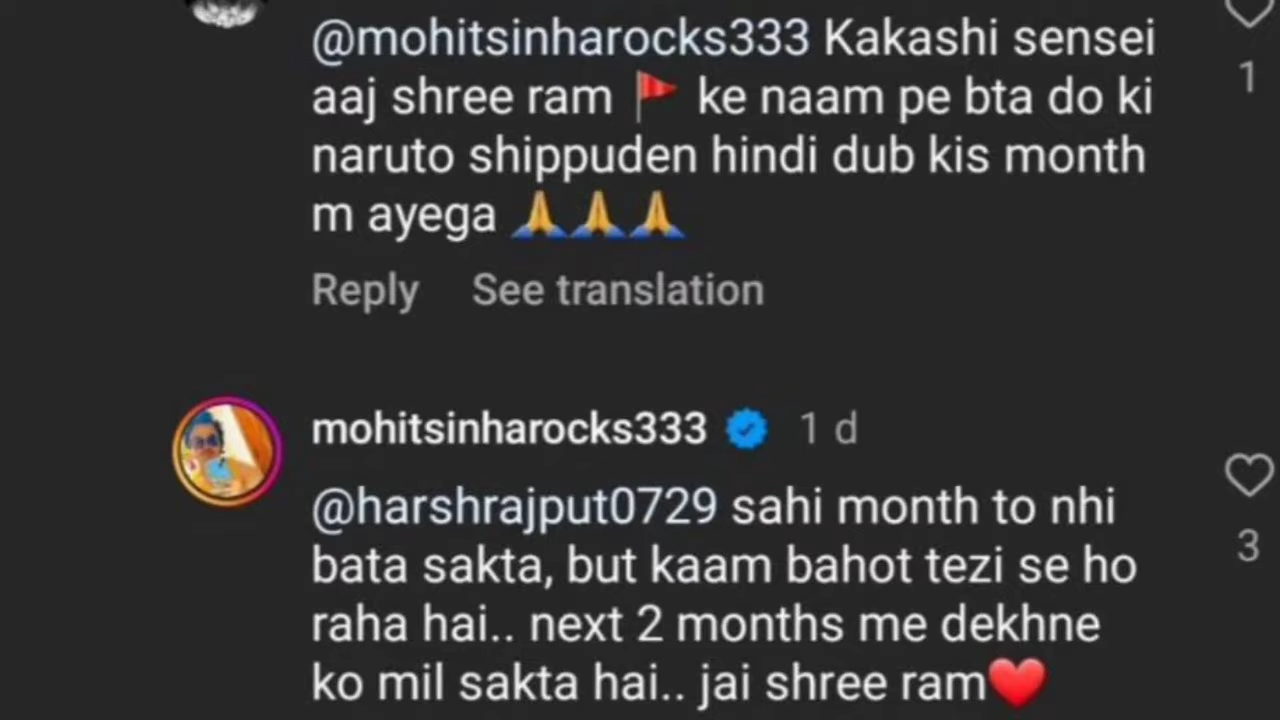 @mohitsinharocks333 Kakashi sensei
1
aaj shree ram 🚩 ke naam pe bta do ki
naruto shippuden hindi dub kis month
m ayega 🙏🙏🙏
Reply See translation
mohitsinharocks333 1 d
@harshrajput0729 sahi month to nhi
bata sakta, but kaam bahot tezi se ho
3
raha hai.. next 2 months me dekhne
ko mil sakta hai.. jai shree ram❤️